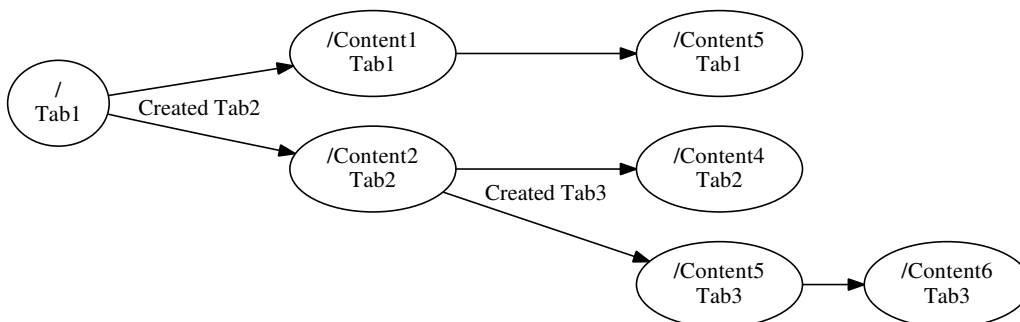 /
Tab1
Created Tab2
/Content1
Tab1
/Content5
Tab1
/Content2
Tab2
Created Tab3
/Content4
Tab2
/Content5
Tab3
/Content6
Tab3